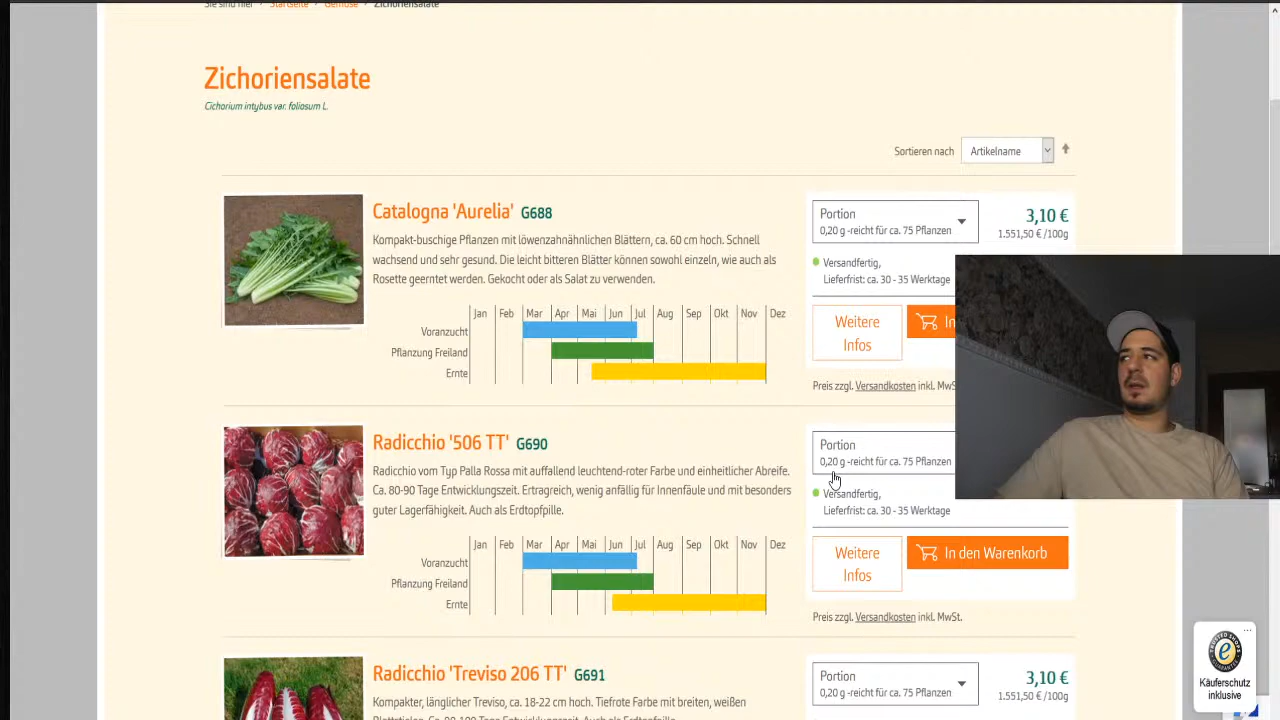 Sie sind hier › Startseite › Gemüse › Zichoriensalate
Zichoriensalate
Cichorium intybus var. foliosum L.
Sortieren nach Artikelname
Catalogna 'Aurelia' G688
Kompakt-buschige Pflanzen mit löwenzahnähnlichen Blättern, ca. 60 cm hoch. Schnell
wachsend und sehr gesund. Die leicht bitteren Blätter können sowohl einzeln, wie auch als
Rosette geerntet werden. Gekocht oder als Salat zu verwenden.
Jan Feb Mar Apr Mai Jun Jul Aug Sep Okt Nov Dez
Voranzucht
Pflanzung Freiland
Ernte
Portion
0,20 g -reicht für ca. 75 Pflanzen
3,10 €
1.551,50 € /100g
Versandfertig,
Lieferfrist: ca. 30 - 35 Werktage
Weitere
Infos
In
Preis zzgl. Versandkosten inkl. MwS
Radicchio '506 TT' G690
Radicchio vom Typ Palla Rossa mit auffallend leuchtend-roter Farbe und einheitlicher Abreife.
Ca. 80-90 Tage Entwicklungszeit. Ertragreich, wenig anfällig für Innenfäule und mit besonders
guter Lagerfähigkeit. Auch als Erdtopfpille.
Jan Feb Mar Apr Mai Jun Jul Aug Sep Okt Nov Dez
Voranzucht
Pflanzung Freiland
Ernte
Portion
0,20 g -reicht für ca. 75 Pflanzen
Versandfertig,
Lieferfrist: ca. 30 - 35 Werktage
Weitere
Infos
In den Warenkorb
Preis zzgl. Versandkosten inkl. MwSt.
Radicchio 'Treviso 206 TT' G691
Kompakter, länglicher Treviso, ca. 18-22 cm hoch. Tiefrote Farbe mit breiten, weißen
Portion
0,20 g -reicht für ca. 75 Pflanzen
3,10 €
1.551,50 € /100g
Käuferschutz
inklusive